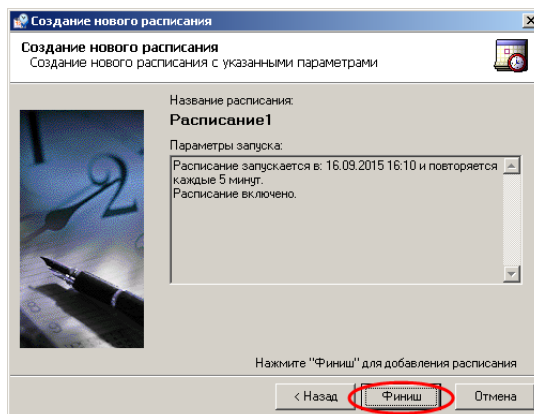 Создание нового расписания
Создание нового расписания
Создание нового расписания с указанными параметрами
Название расписания:
Расписание1
Параметры запуска:
Расписание запускается в: 16.09.2015 16:10 и повторяется
каждые 5 минут.
Расписание включено.
2
Нажмите "Финиш" для добавления расписания
< Назад
Финиш
Отмена